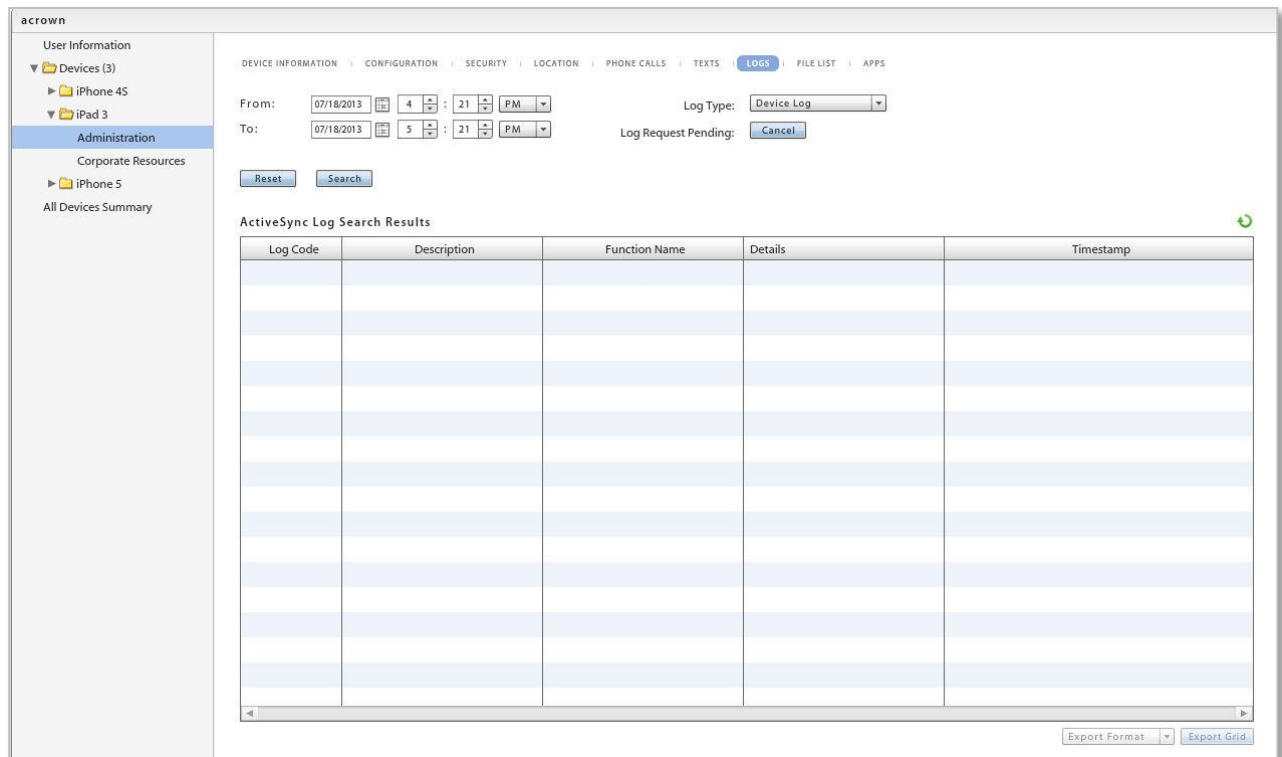 acrown
User Information
Devices (3)
iPhone 4S
iPad 3
Administration
Corporate Resources
iPhone 5
All Devices Summary
DEVICE INFORMATION CONFIGURATION SECURITY LOCATION PHONE CALLS TEXTS LOGS FILE LIST APPS
From: 07/18/2013 4 : 21 PM Log Type: Device Log
To: 07/18/2013 5 : 21 PM Log Request Pending: Cancel
Reset Search
ActiveSync Log Search Results
Log Code Description Function Name Details Timestamp
Export Format Export Grid